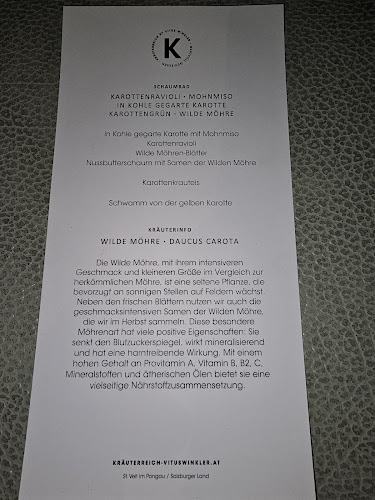 K
SCHAUMBAD
KAROTTENRAVIOLI • MOHNMISO
IN KOHLE GEGARTE KAROTTE
KAROTTENGRÜN • WILDE MÖHRE
In Kohle gegarte Karotte mit Mohnmiso
Karottenravioli
Wilde Möhren-Blätter
Nussbutterschaum mit Samen der Wilden Möhre
Karottenkrauteis
Schwamm von der gelben Karotte
KRÄUTERINFO
WILDE MÖHRE • DAUCUS CAROTA
Die Wilde Möhre, mit ihrem intensiveren
Geschmack und kleineren Größe im Vergleich zur
herkömmlichen Möhre, ist eine seltene Pflanze, die
bevorzugt an sonnigen Stellen auf Feldern wächst.
Neben den frischen Blättern nutzen wir auch die
geschmacksintensiven Samen der Wilden Möhre,
die wir im Herbst sammeln. Diese besondere
Möhrenart hat viele positive Eigenschaften: Sie
senkt den Blutzuckerspiegel, wirkt mineralisierend
und hat eine harntreibende Wirkung. Mit einem
hohen Gehalt an Provitamin A, Vitamin B, B2, C,
Mineralstoffen und ätherischen Ölen bietet sie eine
vielseitige Nährstoffzusammensetzung.
KRÄUTERREICH-VITUSWINKLER.AT
St. Veit im Pongau / Salzburger Land